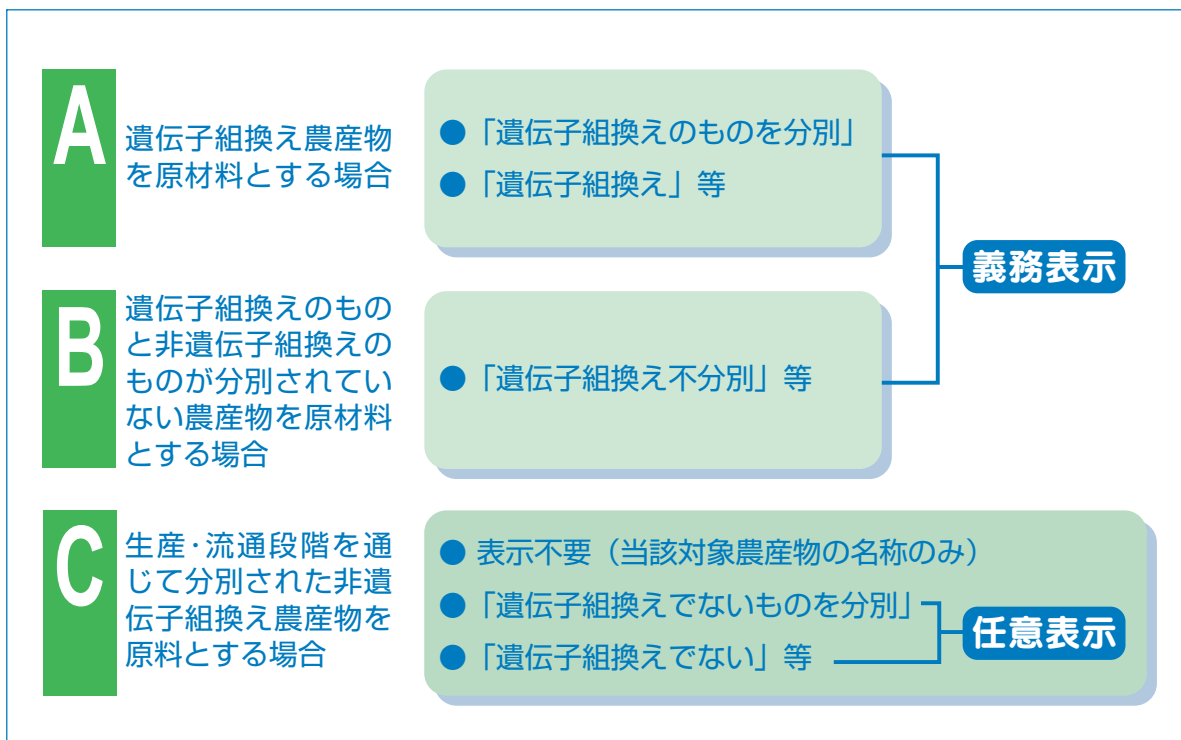 A
遺伝子組換え農産物
を原材料とする場合
●「遺伝子組換えのものを分別」
●「遺伝子組換え」等
義務表示
B
遺伝子組換えのもの
と非遺伝子組換えの
ものが分別されてい
ない農産物を原材料
とする場合
●「遺伝子組換え不分別」等
C
生産・流通段階を通
じて分別された非遺
伝子組換え農産物を
原料とする場合
● 表示不要（当該対象農産物の名称のみ）
●「遺伝子組換えでないものを分別」
●「遺伝子組換えでない」等
任意表示